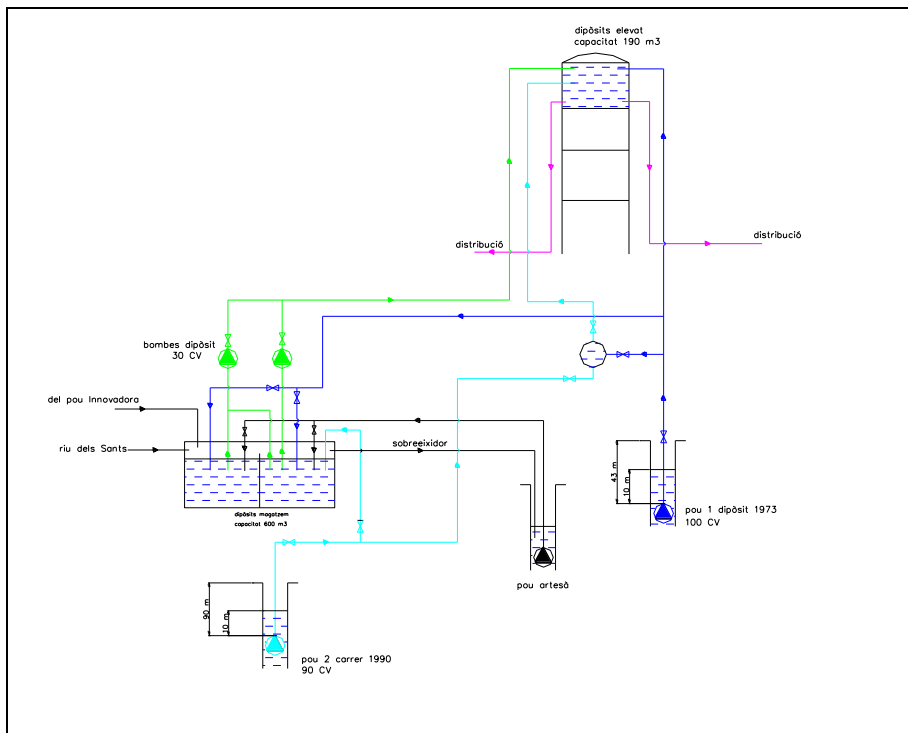 dipòsits elevat
capacitat 190 m3
distribució
distribució
bombes dipòsit
30 CV
del pou Innovadora
riu dels Sants
sobreeixidor
dipòsits magatzem
capacitat 600 m3
43 m
10 m
pou 1 dipòsit 1973
100 CV
pou artesà
90 m
10 m
pou 2 carrer 1990
90 CV